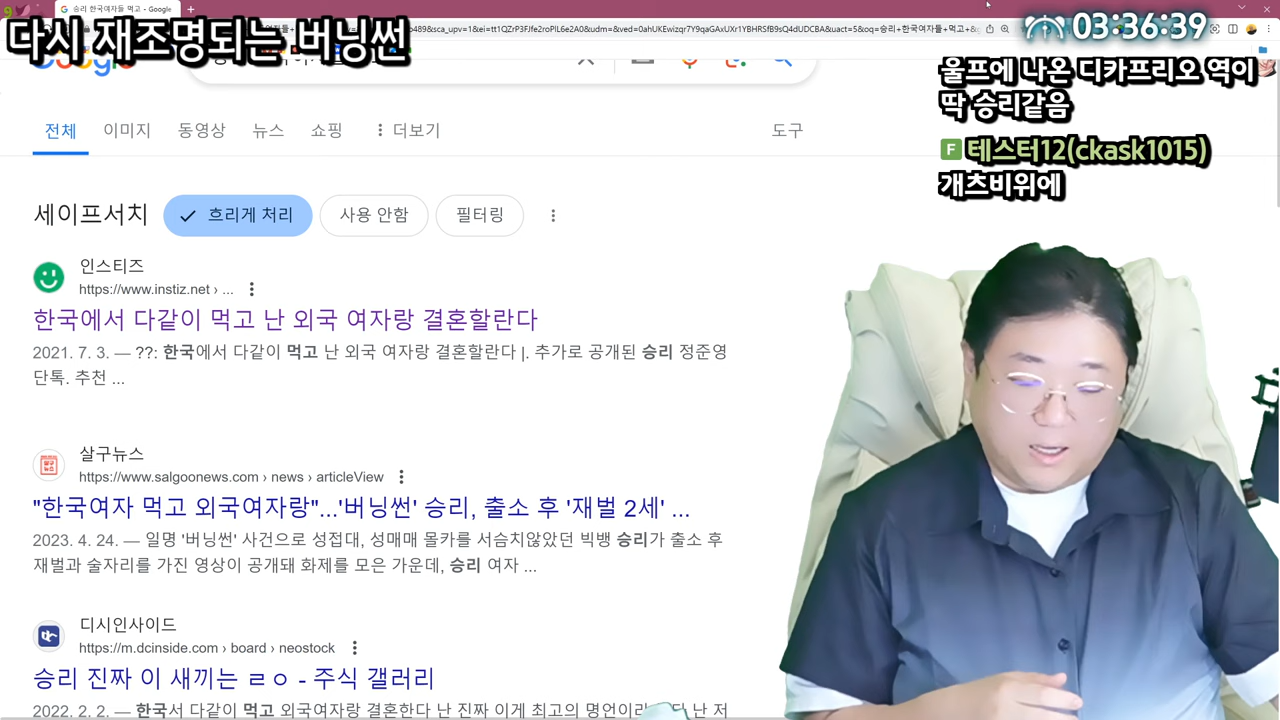 승리 한국여자들 먹고 - Google
다시 재조명되는 버닝썬
03:36:39
울프에 나온 디카프리오 역이
딱 승리같음
F 테스터12(ckask1015)
개츠비위에
전체 이미지 동영상 뉴스 쇼핑 더보기 도구
세이프서치 흐리게 처리 사용 안함 필터링
인스티즈
https://www.instiz.net › ...
한국에서 다같이 먹고 난 외국 여자랑 결혼할란다
2021. 7. 3. — ??: 한국에서 다같이 먹고 난 외국 여자랑 결혼할란다 |. 추가로 공개된 승리 정준영
단톡. 추천 ...
살구뉴스
https://www.salgoonews.com › news › articleView
"한국여자 먹고 외국여자랑"...'버닝썬' 승리, 출소 후 '재벌 2세' ...
2023. 4. 24. — 일명 '버닝썬' 사건으로 성접대, 성매매 몰카를 서슴치않았던 빅뱅 승리가 출소 후
재벌과 술자리를 가진 영상이 공개돼 화제를 모은 가운데, 승리 여자 ...
디시인사이드
https://m.dcinside.com › board › neostock
승리 진짜 이 새끼는 ㄹㅇ - 주식 갤러리
2022. 2. 2. — 한국서 다같이 먹고 외국여자랑 결혼한다 난 진짜 이게 최고의 명언이라 난 저